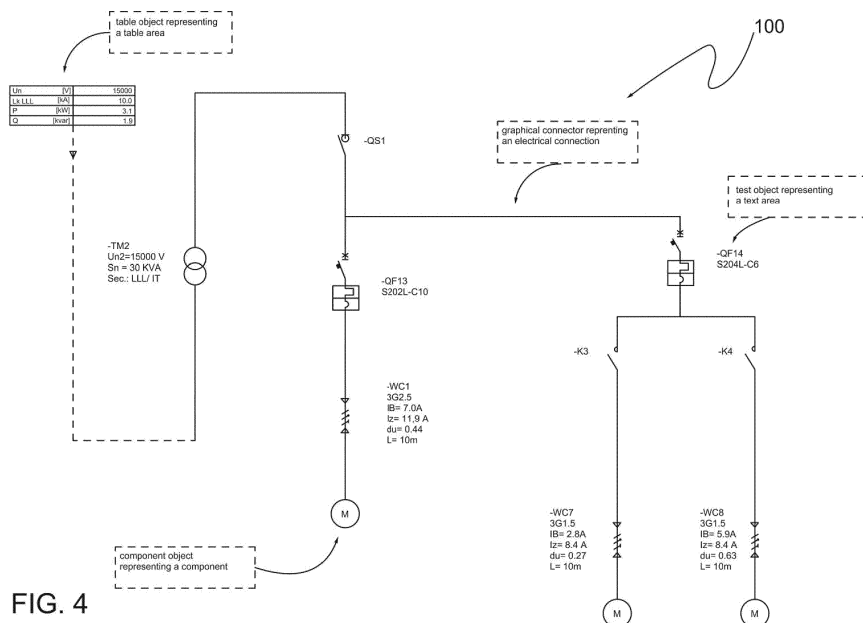 table object representing
a table area
100
Un [V] 15000
Lk LLL [kA] 10.0
P [kW] 3.1
Q [kvar] 1.9
-QS1
graphical connector reprenting
an electrical connection
test object representing
a text area
-TM2
Un2=15000 V
Sn = 30 KVA
Sec.: LLL/ IT
-QF13
S202L-C10
-QF14
S204L-C6
-K3
-K4
-WC1
3G2.5
IB= 7.0A
Iz= 11,9 A
du= 0.44
L= 10m
M
-WC7
3G1.5
IB= 2.8A
Iz= 8.4 A
du= 0.27
L= 10m
-WC8
3G1.5
IB= 5.9A
Iz= 8.4 A
du= 0.63
L= 10m
component object
representing a component
M
M
FIG. 4